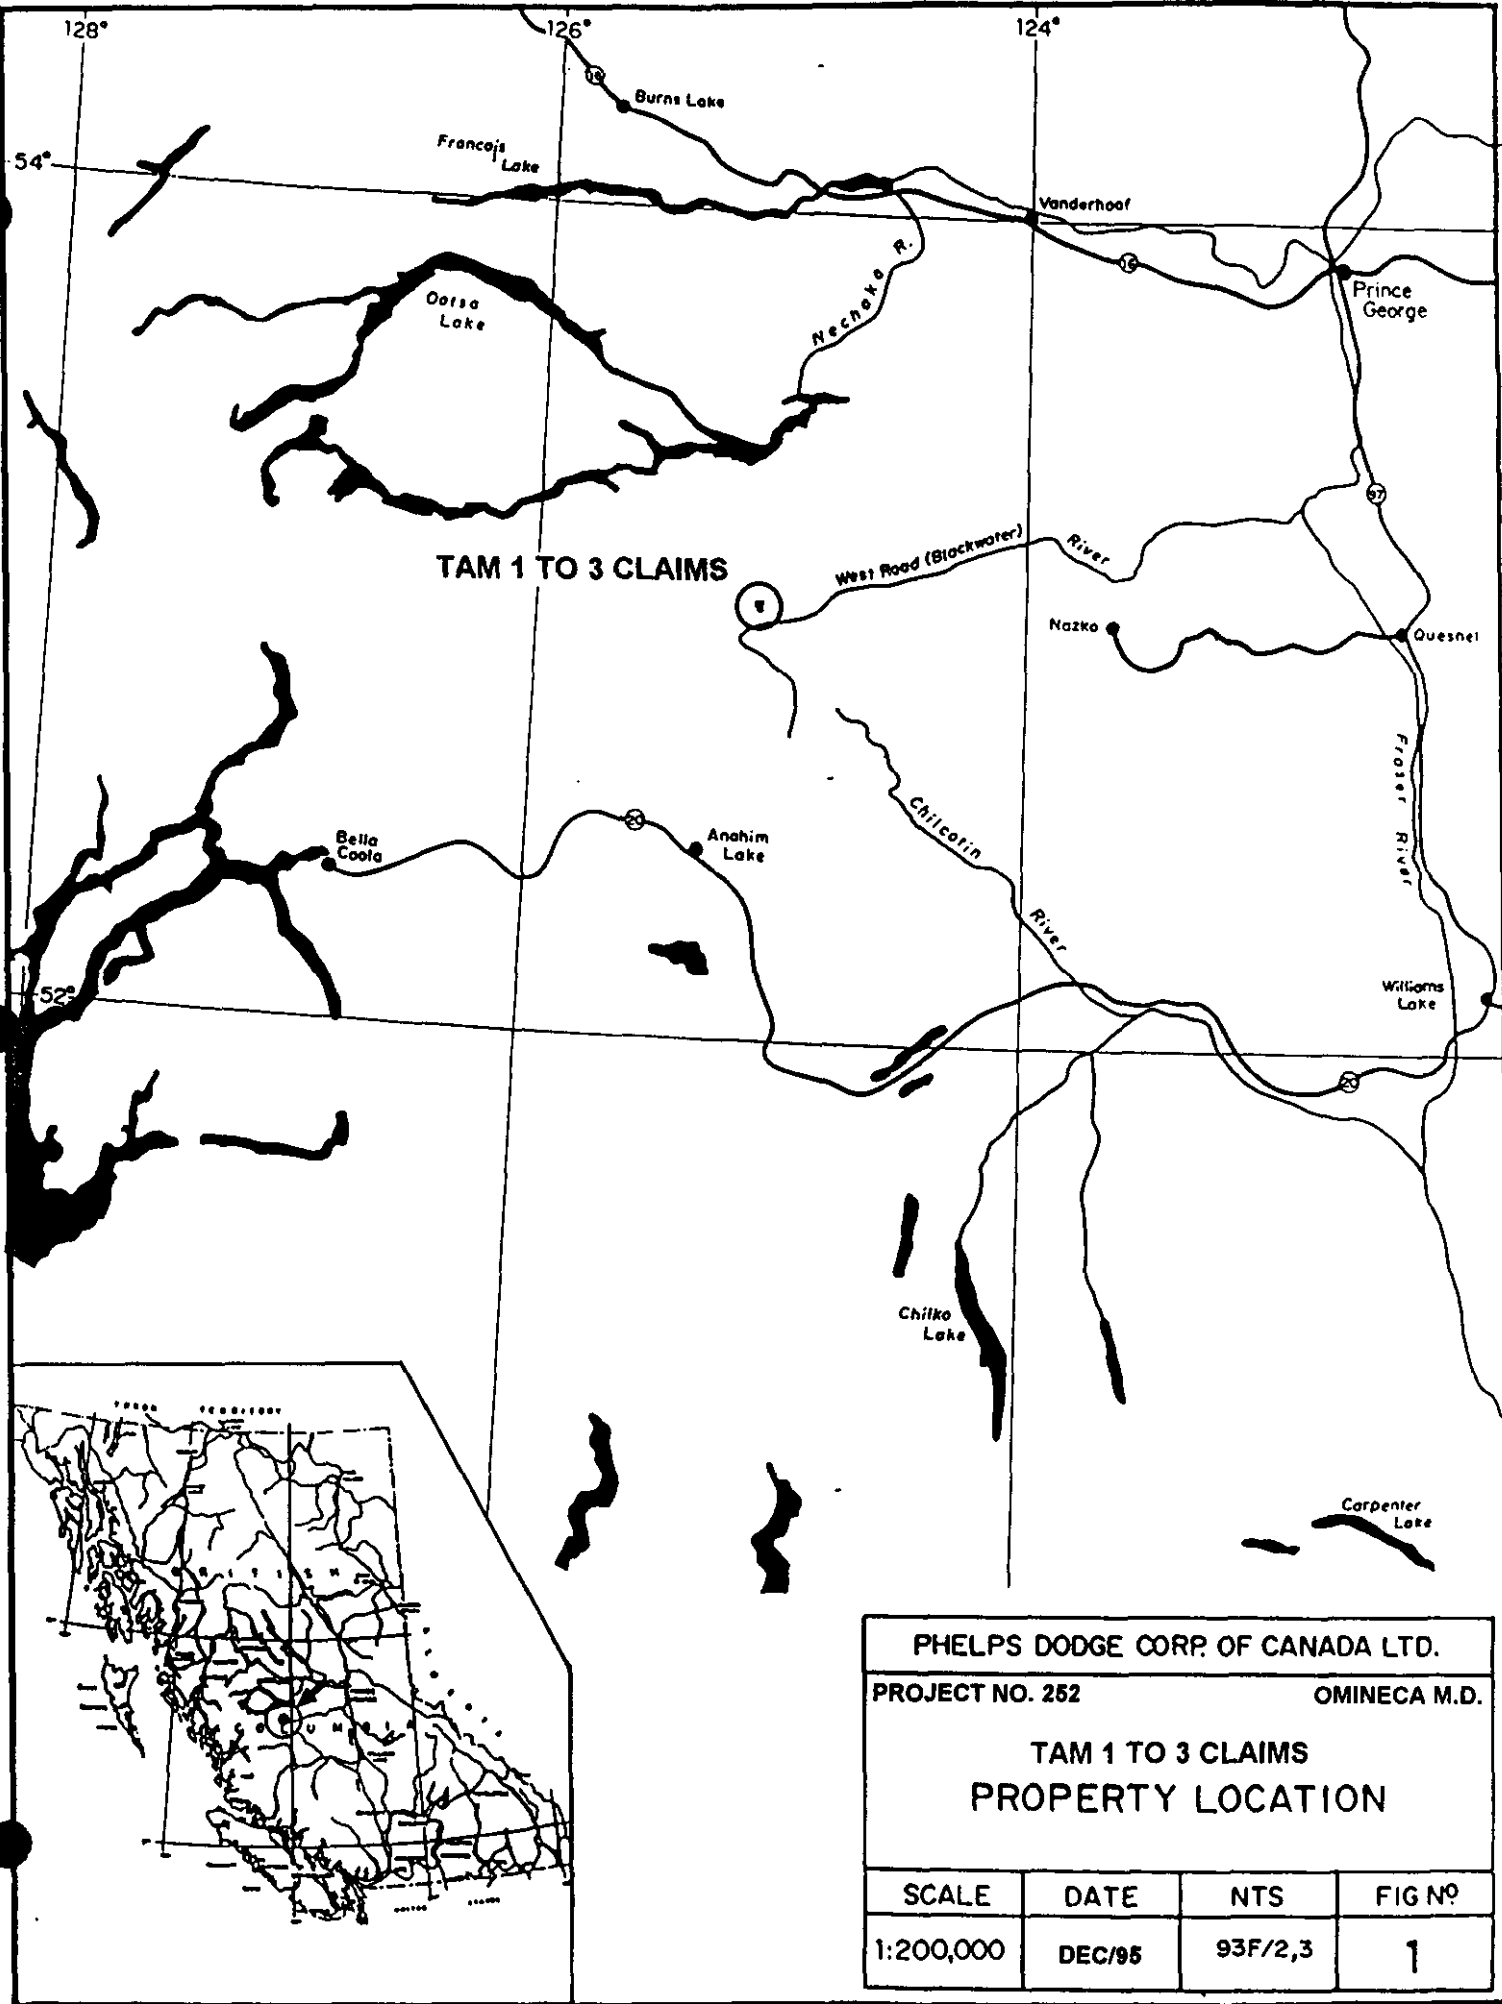 128°
126°
124°
54°
52°
16
Burns Lake
Francois
Lake
Vanderhoof
16
Prince
George
Ootsa
Lake
Nechako R.
97
TAM 1 TO 3 CLAIMS
West Road (Blackwater)
River
Nazko
Quesnel
Fraser River
Chilcotin
River
Bella
Coola
20
Anahim
Lake
Williams
Lake
20
Chilko
Lake
Carpenter
Lake
YUKON TERRITORY
BRITISH
COLUMBIA
PHELPS DODGE CORP. OF CANADA LTD.
PROJECT NO. 252
OMINECA M.D.
TAM 1 TO 3 CLAIMS
PROPERTY LOCATION
SCALE DATE NTS FIG Nº
1:200,000 DEC/95 93F/2,3 1